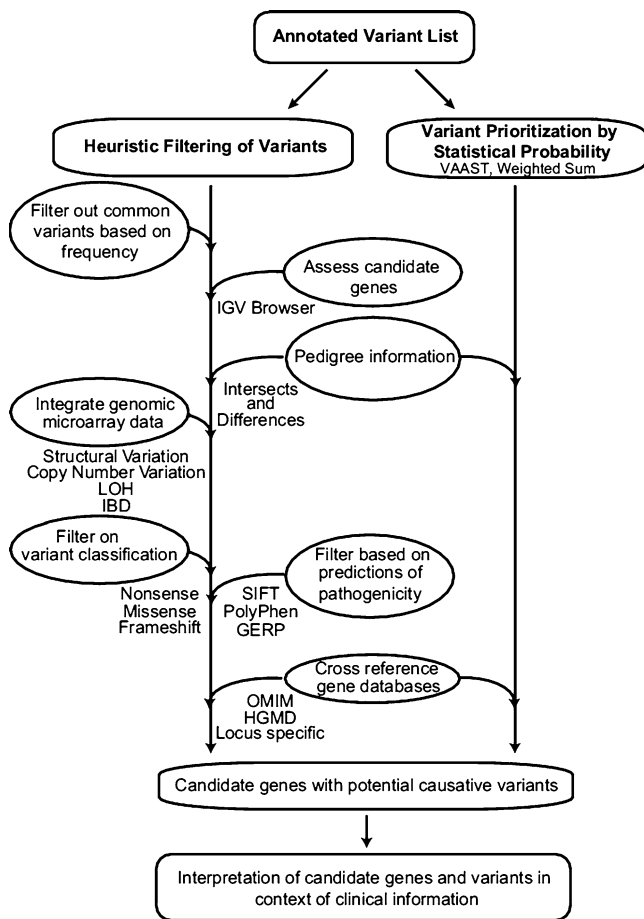 Annotated Variant List
Heuristic Filtering of Variants
Variant Prioritization by
Statistical Probability
VAAST, Weighted Sum
Filter out common
variants based on
frequency
Assess candidate
genes
IGV Browser
Pedigree information
Intersects
and
Differences
Integrate genomic
microarray data
Structural Variation
Copy Number Variation
LOH
IBD
Filter on
variant classification
Nonsense
Missense
Frameshift
Filter based on
predictions of
pathogenicity
SIFT
PolyPhen
GERP
Cross reference
gene databases
OMIM
HGMD
Locus specific
Candidate genes with potential causative variants
Interpretation of candidate genes and variants in
context of clinical information